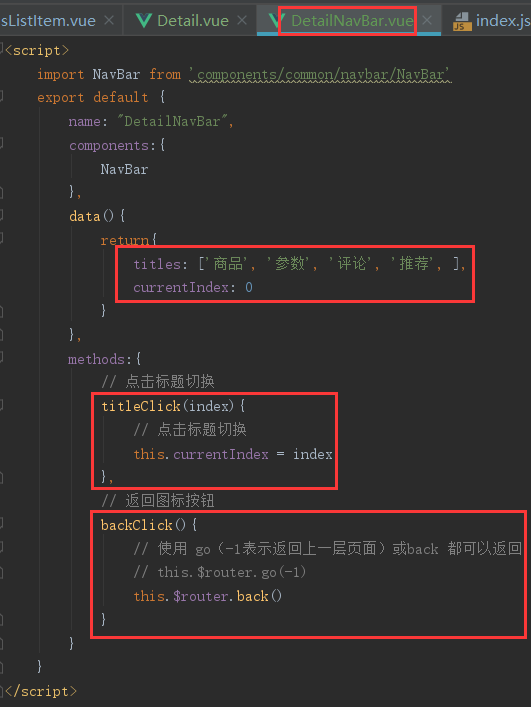 sListItem.vue × Detail.vue × DetailNavBar.vue × index.js
<script>
import NavBar from 'components/common/navbar/NavBar'
export default {
name: "DetailNavBar",
components:{
NavBar
},
data(){
return{
titles: ['商品', '参数', '评论', '推荐', ],
currentIndex: 0
}
},
methods:{
// 点击标题切换
titleClick(index){
// 点击标题切换
this.currentIndex = index
},
// 返回图标按钮
backClick(){
// 使用 go（-1表示返回上一层页面）或back 都可以返回
// this.$router.go(-1)
this.$router.back()
}
}
}
</script>